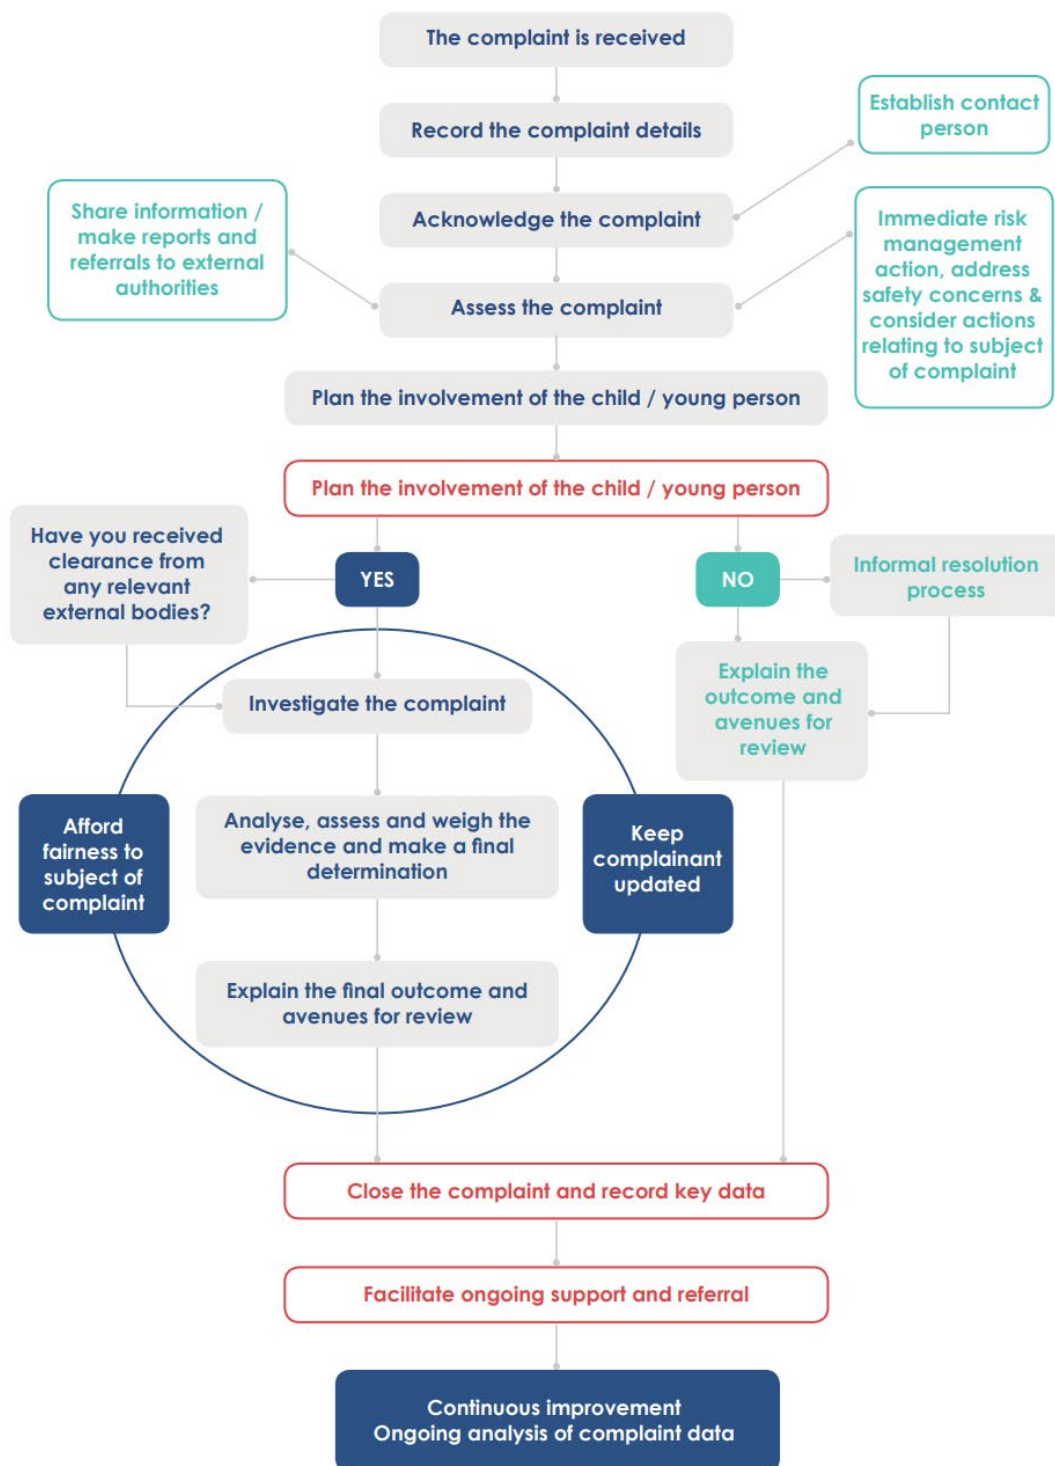 The complaint is received
Record the complaint details
Establish contact
person
Acknowledge the complaint
Share information /
make reports and
referrals to external
authorities
Immediate risk
management
action, address
safety concerns &
consider actions
relating to subject
of complaint
Assess the complaint
Plan the involvement of the child / young person
Plan the involvement of the child / young person
Have you received
clearance from
any relevant
external bodies?
YES
NO
Informal resolution
process
Investigate the complaint
Explain the
outcome and
avenues for
review
Afford
fairness to
subject of
complaint
Analyse, assess and weigh the
evidence and make a final
determination
Keep
complainant
updated
Explain the final outcome and
avenues for review
Close the complaint and record key data
Facilitate ongoing support and referral
Continuous improvement
Ongoing analysis of complaint data